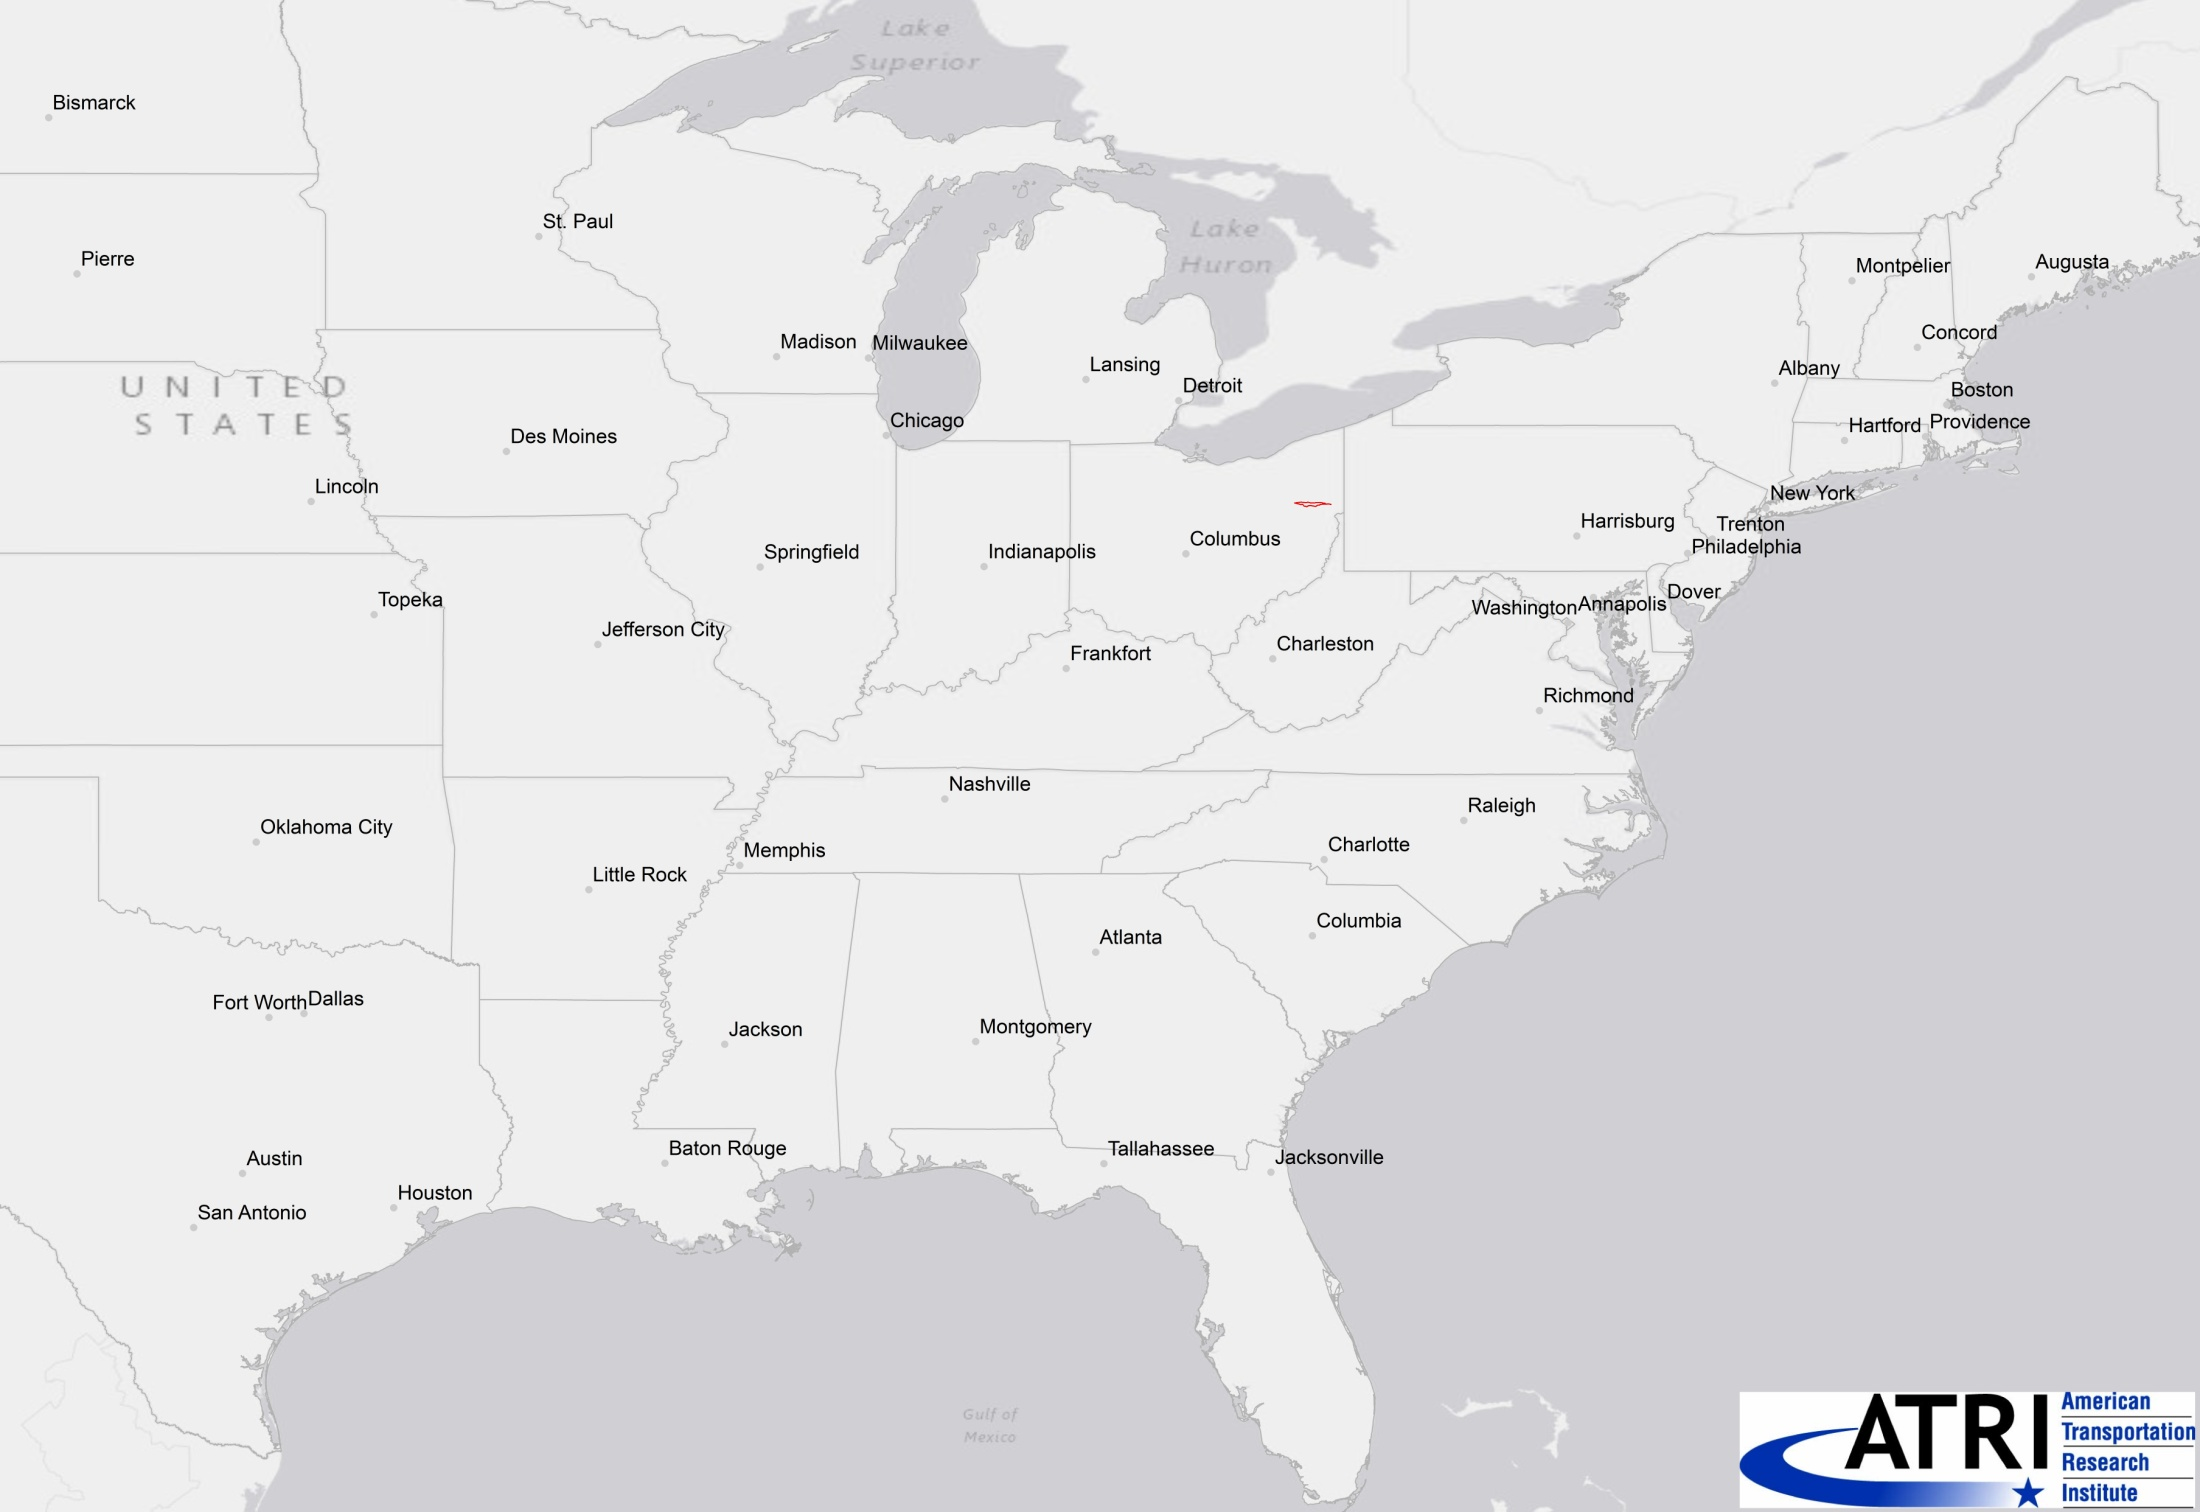 Lake
Superior
Bismarck
St. Paul
Pierre
Lake
Huron
Montpelier
Augusta
Concord
Madison
Milwaukee
Lansing
Albany
Detroit
Boston
UNITED
STATES
Chicago
Hartford
Providence
Des Moines
Lincoln
New York
Harrisburg
Trenton
Columbus
Philadelphia
Springfield
Indianapolis
Topeka
Dover
Washington
Annapolis
Jefferson City
Charleston
Frankfort
Richmond
Nashville
Raleigh
Oklahoma City
Charlotte
Memphis
Little Rock
Columbia
Atlanta
Fort Worth
Dallas
Jackson
Montgomery
Baton Rouge
Tallahassee
Jacksonville
Austin
Houston
San Antonio
Gulf of
Mexico
ATRI
American
Transportation
Research
Institute